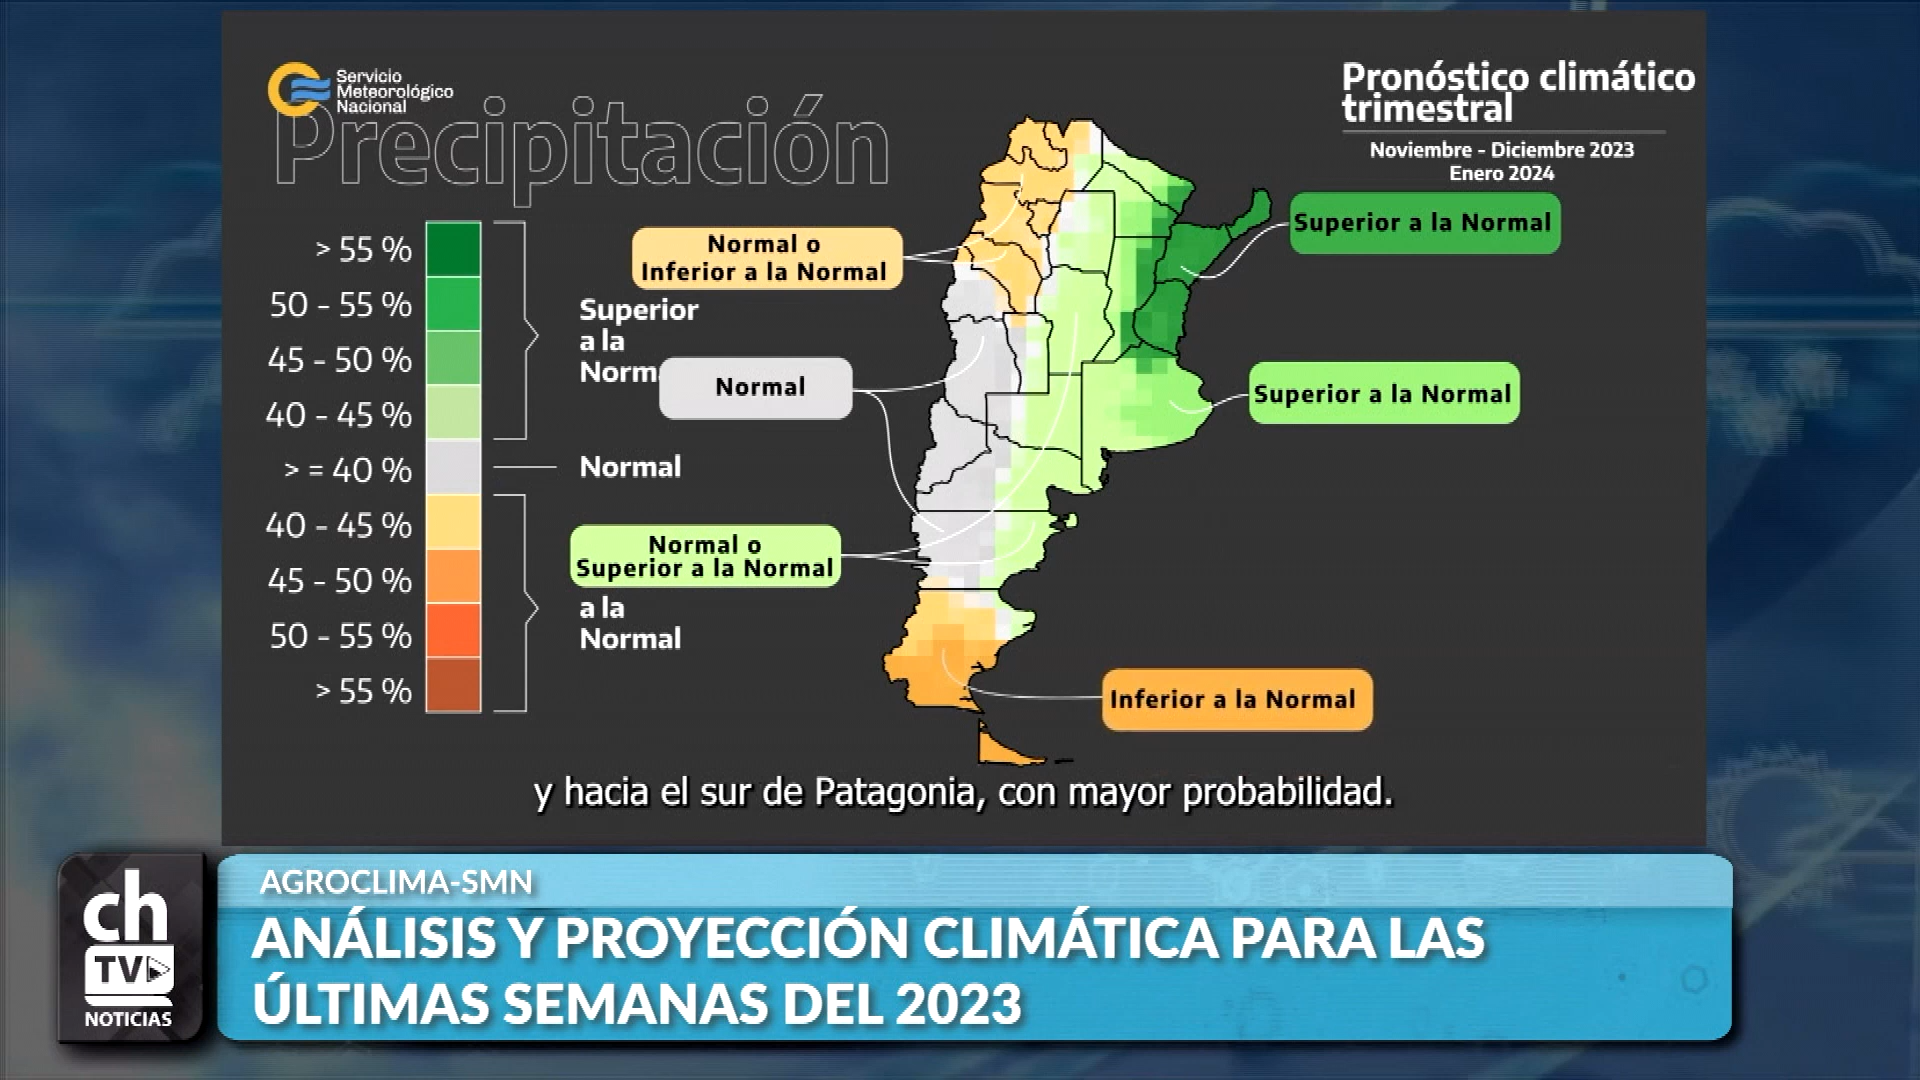 Servicio
Meteorológico
Nacional
Precipitación
Pronóstico climático
trimestral
Noviembre - Diciembre 2023
Enero 2024
> 55 %
50 - 55 %
45 - 50 %
40 - 45 %
> = 40 %
40 - 45 %
45 - 50 %
50 - 55 %
> 55 %
Superior
a la
Norm
Normal
a la
Normal
Normal o
Inferior a la Normal
Normal
Normal o
Superior a la Normal
Superior a la Normal
Superior a la Normal
Inferior a la Normal
y hacia el sur de Patagonia, con mayor probabilidad.
ch
TV
NOTICIAS
AGROCLIMA-SMN
ANÁLISIS Y PROYECCIÓN CLIMÁTICA PARA LAS
ÚLTIMAS SEMANAS DEL 2023